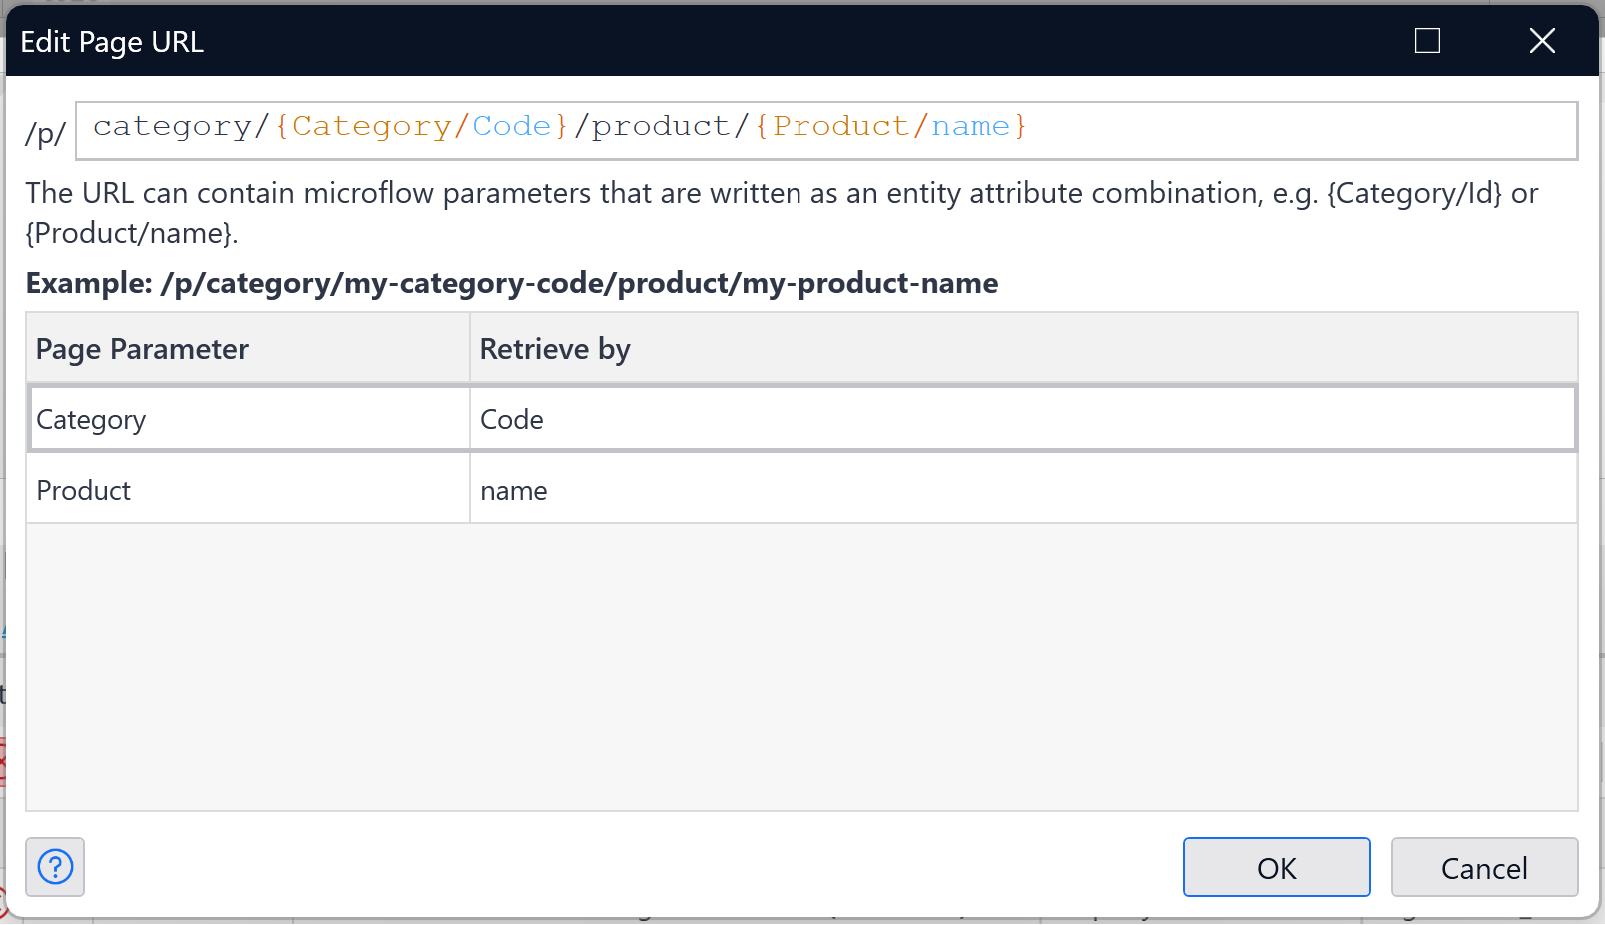 Edit Page URL
/p/ category/{Category/Code}/product/{Product/name}
The URL can contain microflow parameters that are written as an entity attribute combination, e.g. {Category/Id} or
{Product/name}.
Example: /p/category/my-category-code/product/my-product-name
Page Parameter Retrieve by
Category Code
Product name
OK Cancel